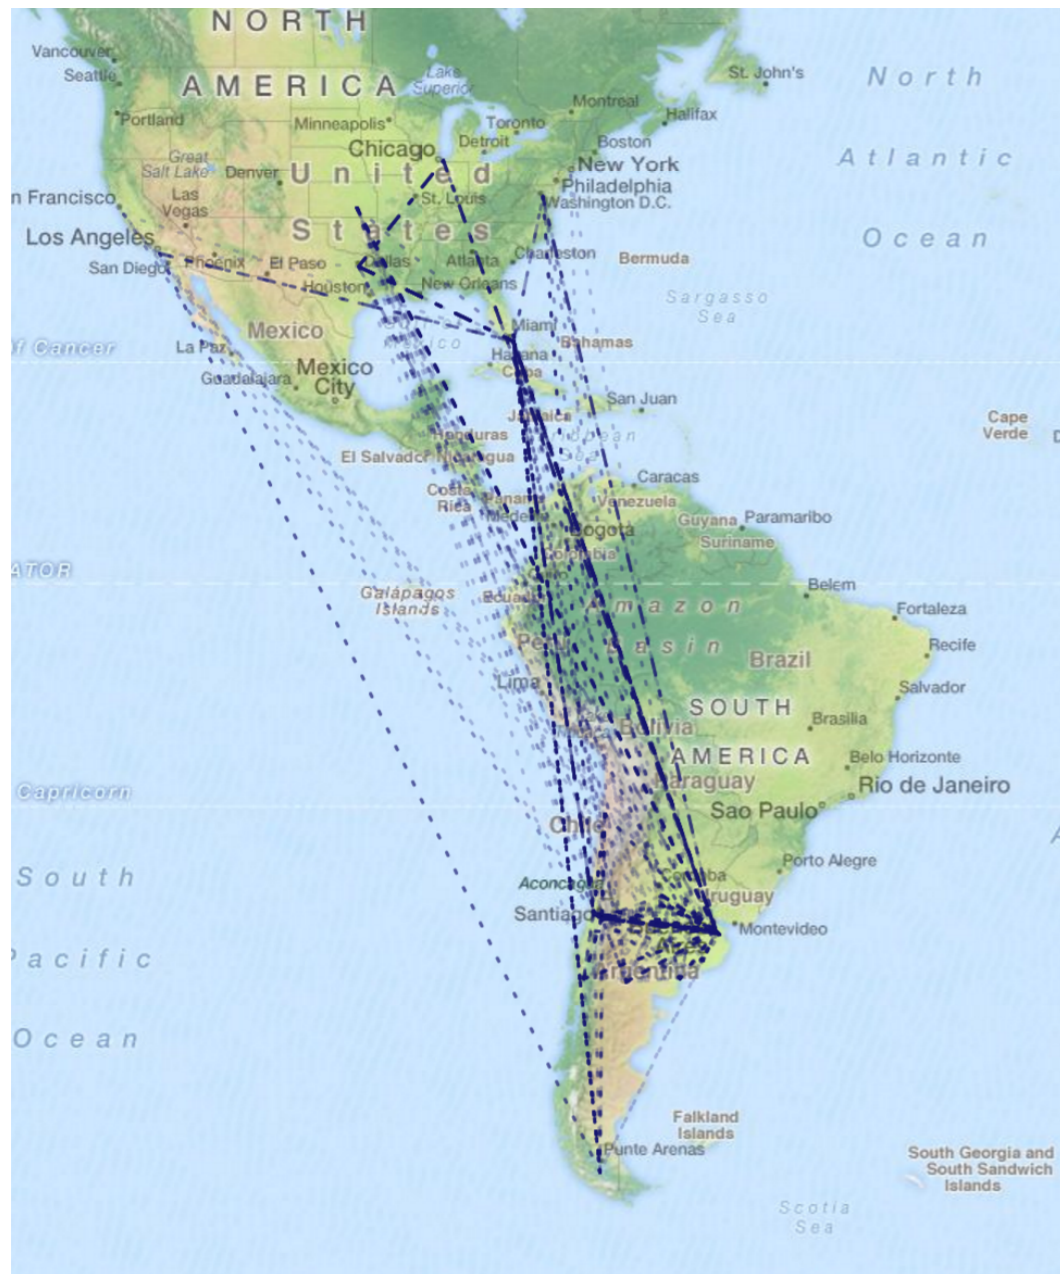 NORTH
Vancouver
Seattle
Lake
Superior
St. John's
North
AMERICA
Portland
Minneapolis
Montreal
Toronto
Halifax
Chicago
Detroit
Boston
Great
Salt Lake
Denver
United
New York
Atlantic
n Francisco
Las
Vegas
St. Louis
Philadelphia
Washington D.C.
Los Angeles
States
Ocean
San Diego
Phoenix
El Paso
Dallas
Atlanta
Charleston
Bermuda
Houston
New Orleans
Sargasso
Sea
Mexico
Miami
of Cancer
La Paz
Havana
Bahamas
Guadalajara
Mexico
City
Cuba
San Juan
Jamaica
Cape
Verde
Honduras
El Salvador
Nicaragua
Caracas
Costa
Rica
Panama
Venezuela
Guyana
Paramaribo
Bogota
Suriname
Colombia
ATOR
Belem
Galápagos
Islands
Ecuador
Amazon
Fortaleza
Peru
Basin
Brazil
Recife
Lima
Salvador
SOUTH
Bolivia
Brasilia
AMERICA
Belo Horizonte
Capricorn
Paraguay
Rio de Janeiro
Sao Paulo
Chile
Porto Alegre
South
Aconcagua
Cordoba
Uruguay
Santiago
Montevideo
Pacific
Argentina
Ocean
Falkland
Islands
Punte Arenas
South Georgia and
South Sandwich
Islands
Scotia
Sea